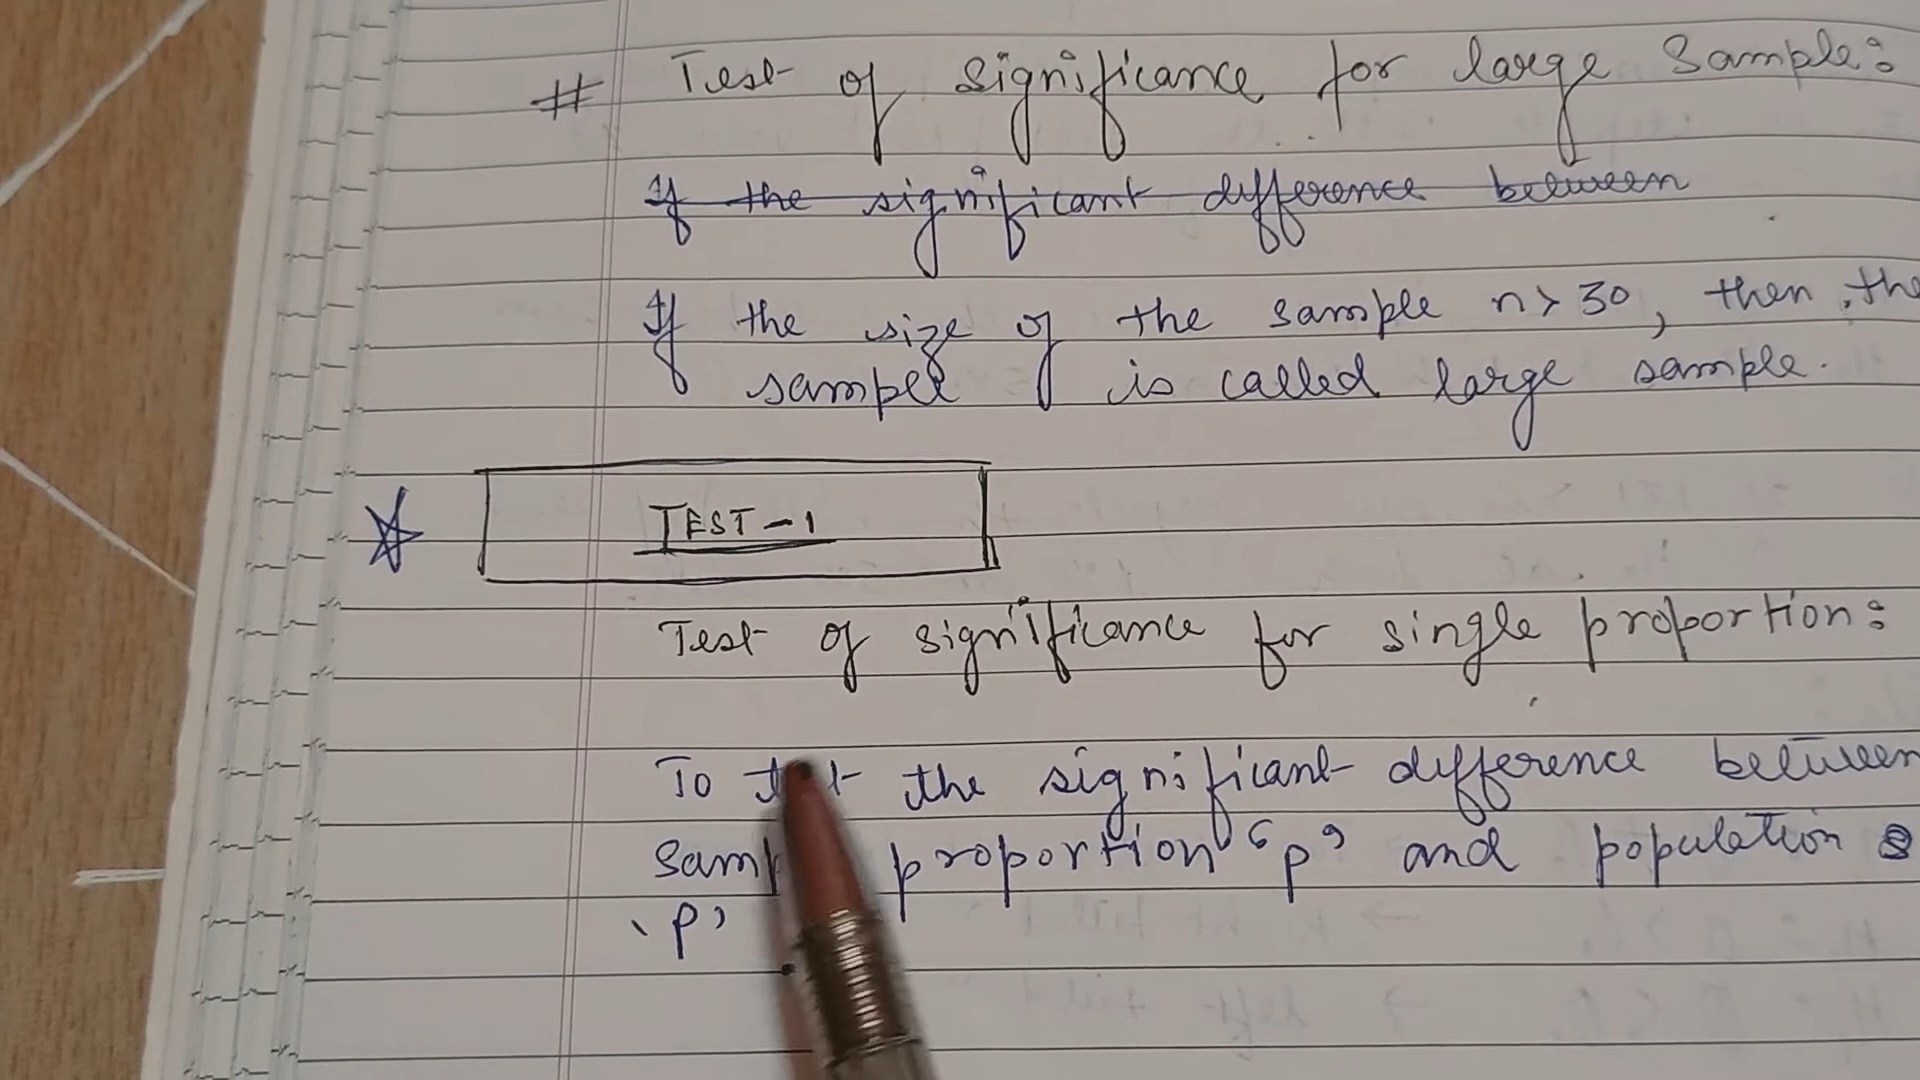 # Test of significance for large Sample:
If the significant difference between
If the size of the sample n > 30, then the
sample is called large sample.
TEST-1
Test of significance for single proportion:
To the significant difference between
proportion 'p' and population
'p'